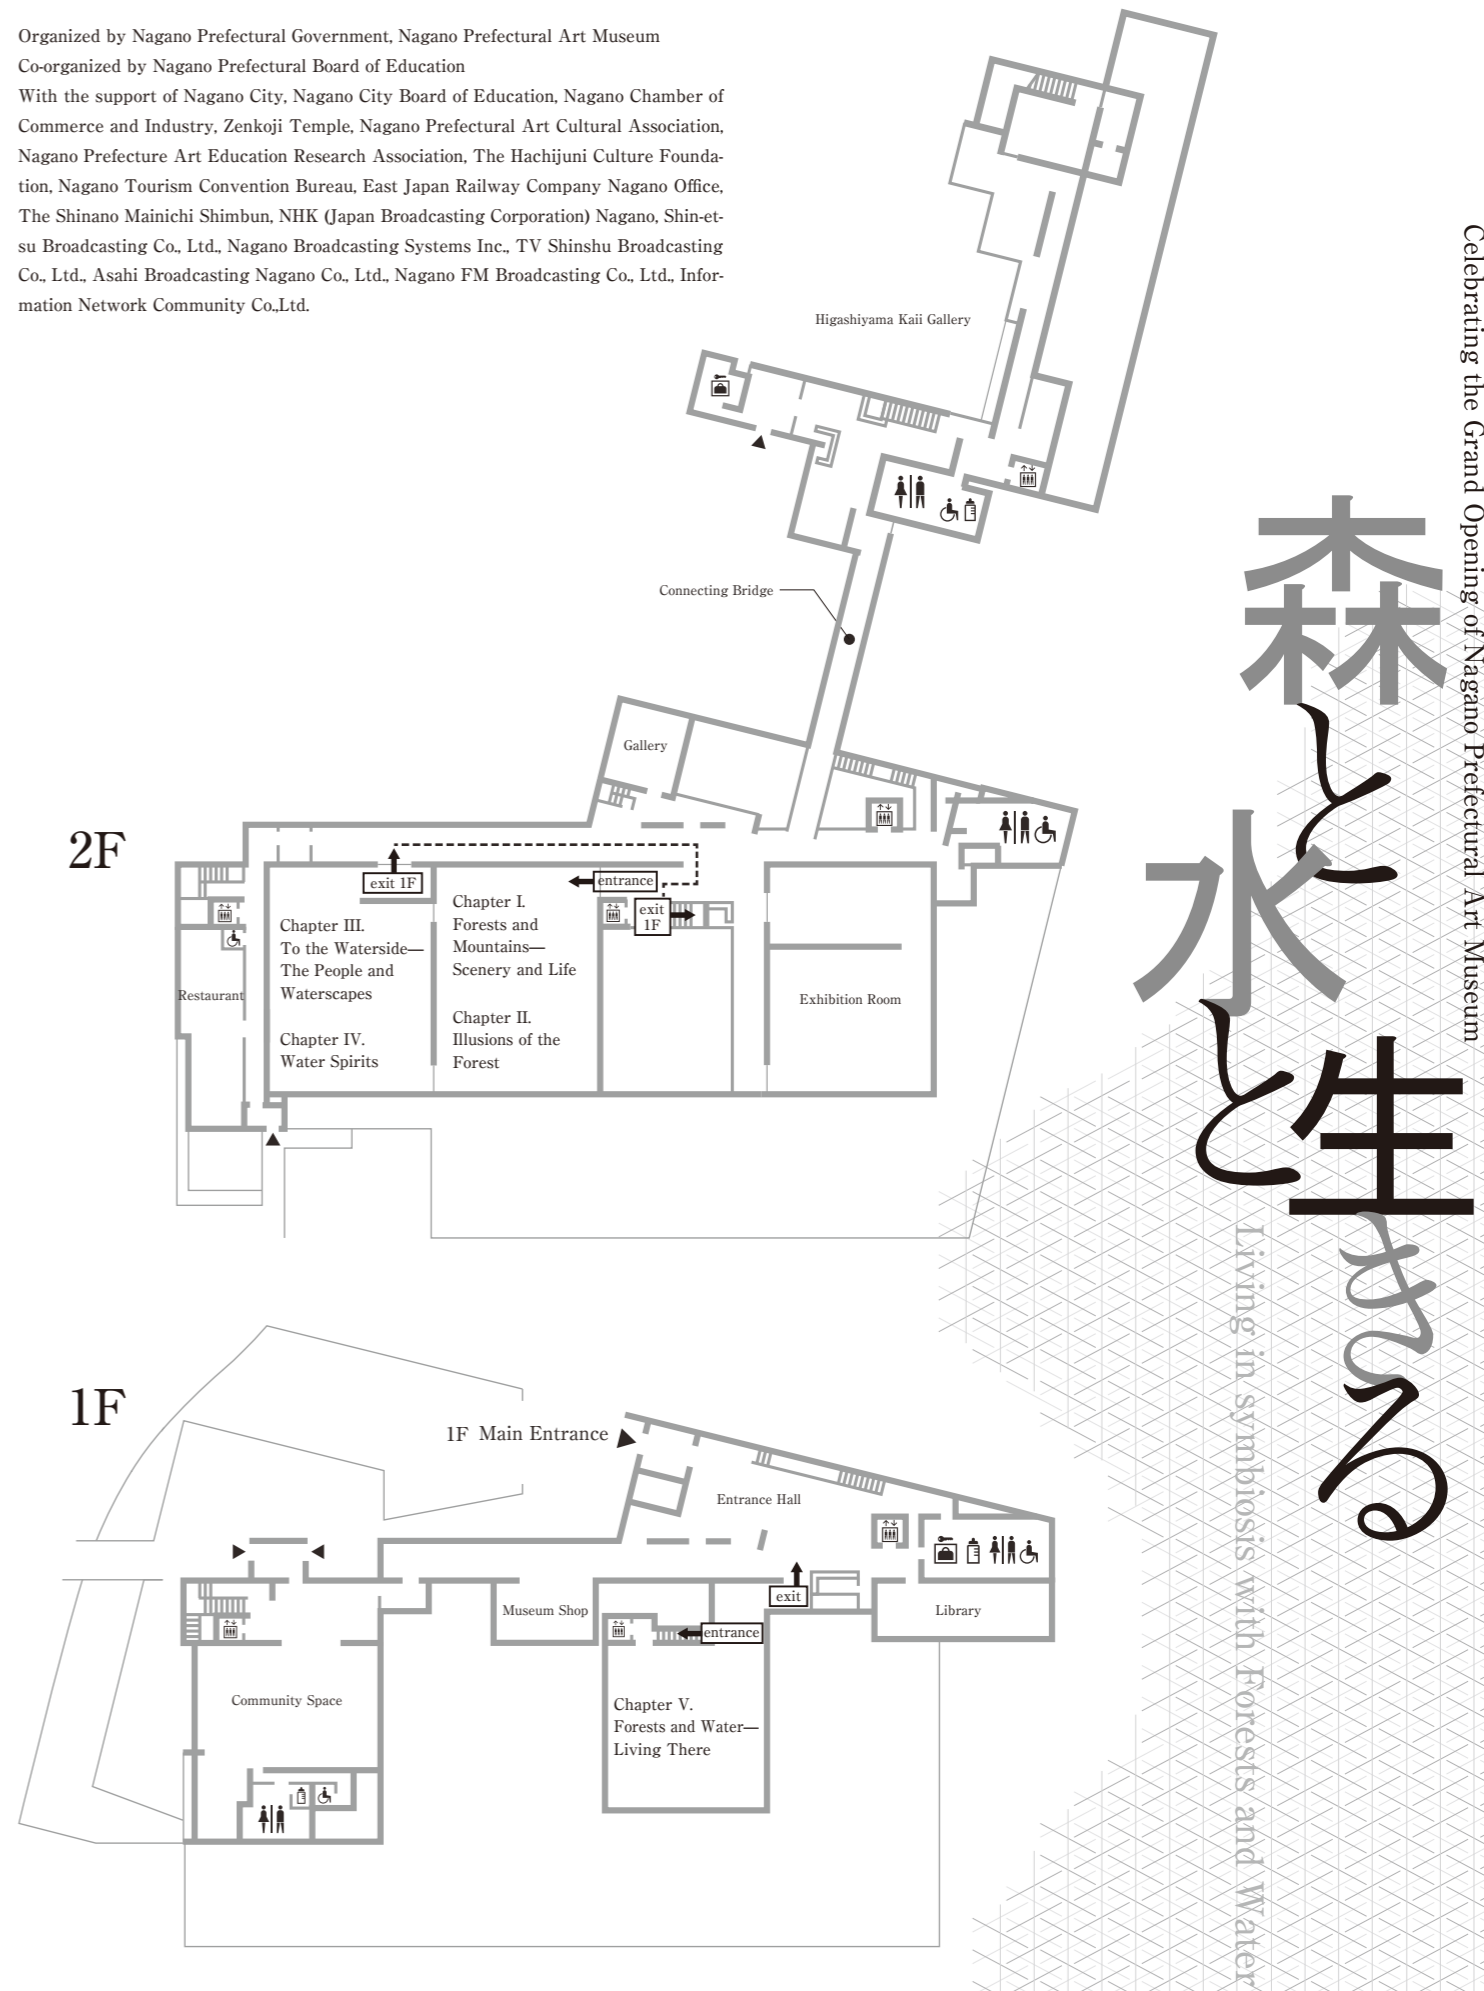 Organized by Nagano Prefectural Government, Nagano Prefectural Art Museum
Co-organized by Nagano Prefectural Board of Education
With the support of Nagano City, Nagano City Board of Education, Nagano Chamber of
Commerce and Industry, Zenkoji Temple, Nagano Prefectural Art Cultural Association,
Nagano Prefecture Art Education Research Association, The Hachijuni Culture Founda-
tion, Nagano Tourism Convention Bureau, East Japan Railway Company Nagano Office,
The Shinano Mainichi Shimbun, NHK (Japan Broadcasting Corporation) Nagano, Shin-et-
su Broadcasting Co., Ltd., Nagano Broadcasting Systems Inc., TV Shinshu Broadcasting
Co., Ltd., Asahi Broadcasting Nagano Co., Ltd., Nagano FM Broadcasting Co., Ltd., Infor-
mation Network Community Co.,Ltd.
Celebrating the Grand Opening of Nagano Prefectural Art Museum
森と水と生きる
Living in symbiosis with Forests and Water
Higashiyama Kaii Gallery
Connecting Bridge
Gallery
2F
exit 1F
entrance
exit
1F
Chapter III.
To the Waterside—
The People and
Waterscapes
Chapter IV.
Water Spirits
Chapter I.
Forests and
Mountains—
Scenery and Life
Chapter II.
Illusions of the
Forest
Restaurant
Exhibition Room
1F
1F Main Entrance
Entrance Hall
exit
Museum Shop
entrance
Library
Community Space
Chapter V.
Forests and Water—
Living There